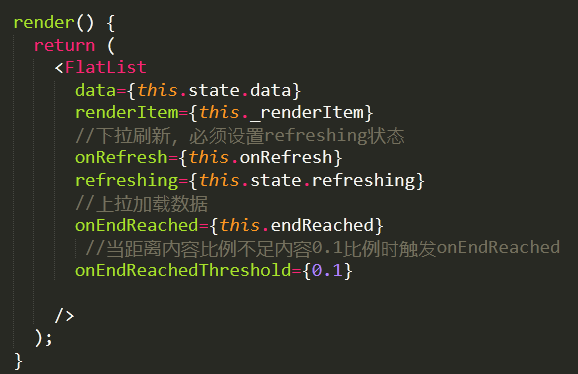 render() {
return (
<FlatList
data={this.state.data}
renderItem={this._renderItem}
//下拉刷新，必须设置refreshing状态
onRefresh={this.onRefresh}
refreshing={this.state.refreshing}
//上拉加载数据
onEndReached={this.endReached}
//当距离内容比例不足内容0.1比例时触发onEndReached
onEndReachedThreshold={0.1}
/>
);
}